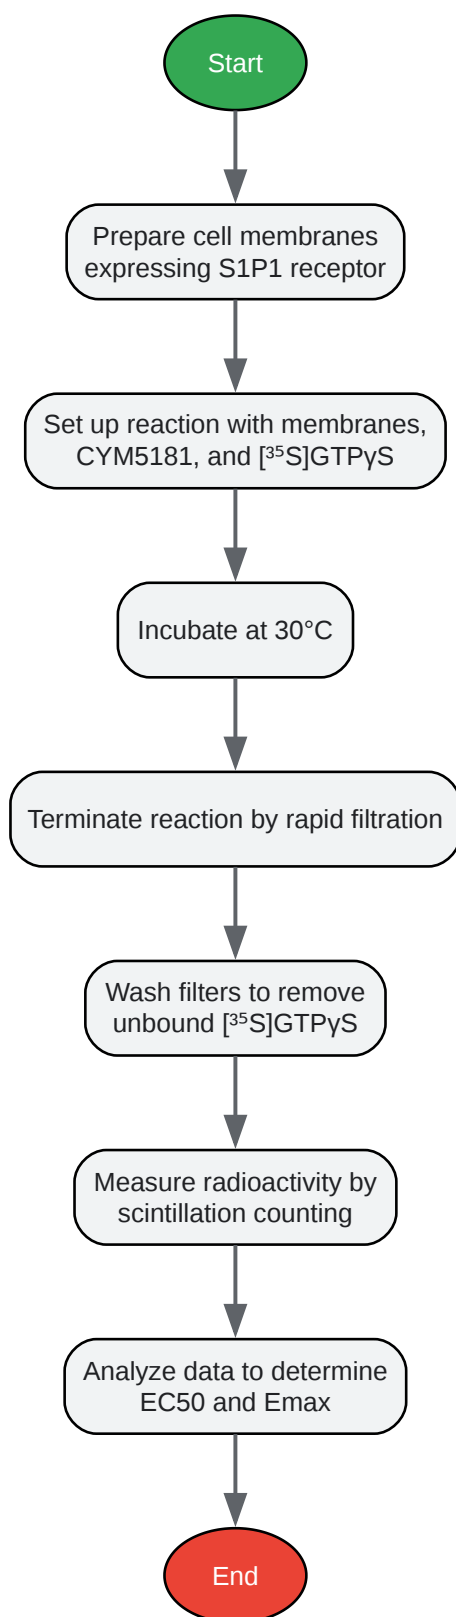 Start
Prepare cell membranes
expressing S1P1 receptor
Set up reaction with membranes,
CYM5181, and [³⁵S]GTPγS
Incubate at 30°C
Terminate reaction by rapid filtration
Wash filters to remove
unbound [³⁵S]GTPγS
Measure radioactivity by
scintillation counting
Analyze data to determine
EC50 and Emax
End